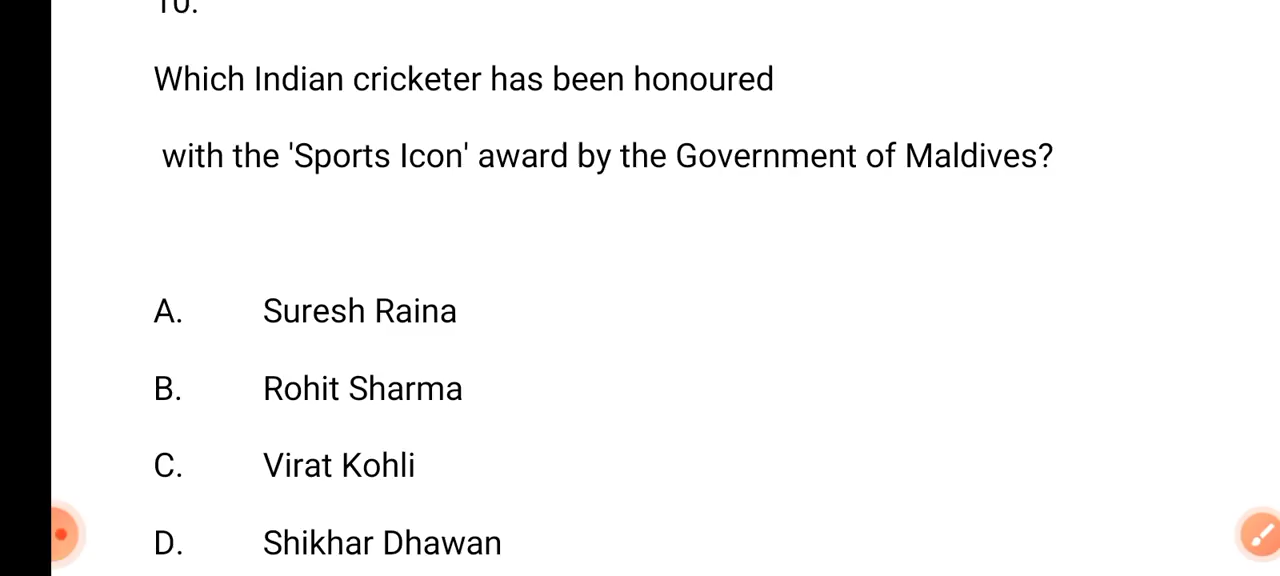 10.
Which Indian cricketer has been honoured
with the 'Sports Icon' award by the Government of Maldives?
A. Suresh Raina
B. Rohit Sharma
C. Virat Kohli
D. Shikhar Dhawan